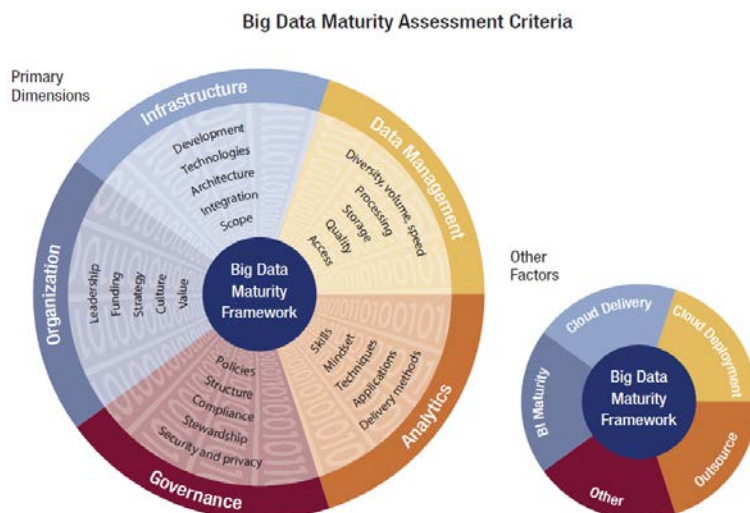 Big Data Maturity Assessment Criteria
Primary
Dimensions
Infrastructure
Development
Technologies
Architecture
Integration
Scope
Data Management
Diversity, volume, speed
Processing
Storage
Quality
Access
Organization
Leadership
Funding
Strategy
Culture
Value
Big Data
Maturity
Framework
Skills
Mindset
Techniques
Applications
Delivery methods
Analytics
Policies
Structure
Compliance
Stewardship
Security and privacy
Governance
Other
Factors
Cloud Delivery
Cloud Deployment
BI Maturity
Big Data
Maturity
Framework
Outsource
Other